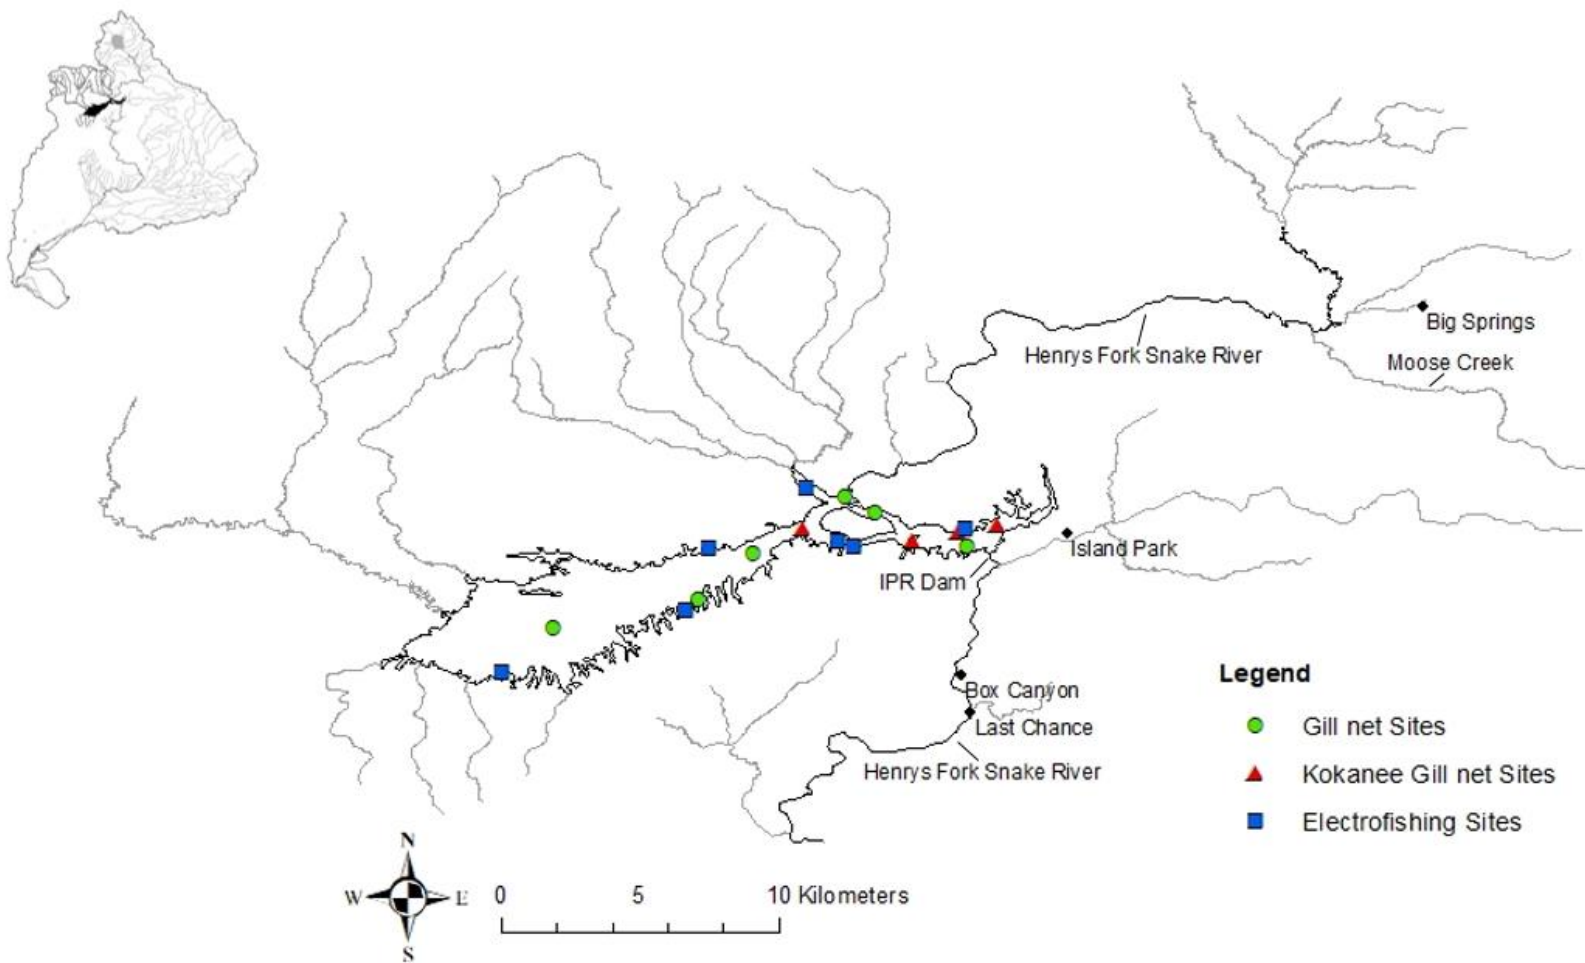 Big Springs
Henrys Fork Snake River
Moose Creek
Island Park
IPR Dam
Box Canyon
Last Chance
Henrys Fork Snake River
Legend
Gill net Sites
Kokanee Gill net Sites
Electrofishing Sites
N
W E
S
0 5 10 Kilometers